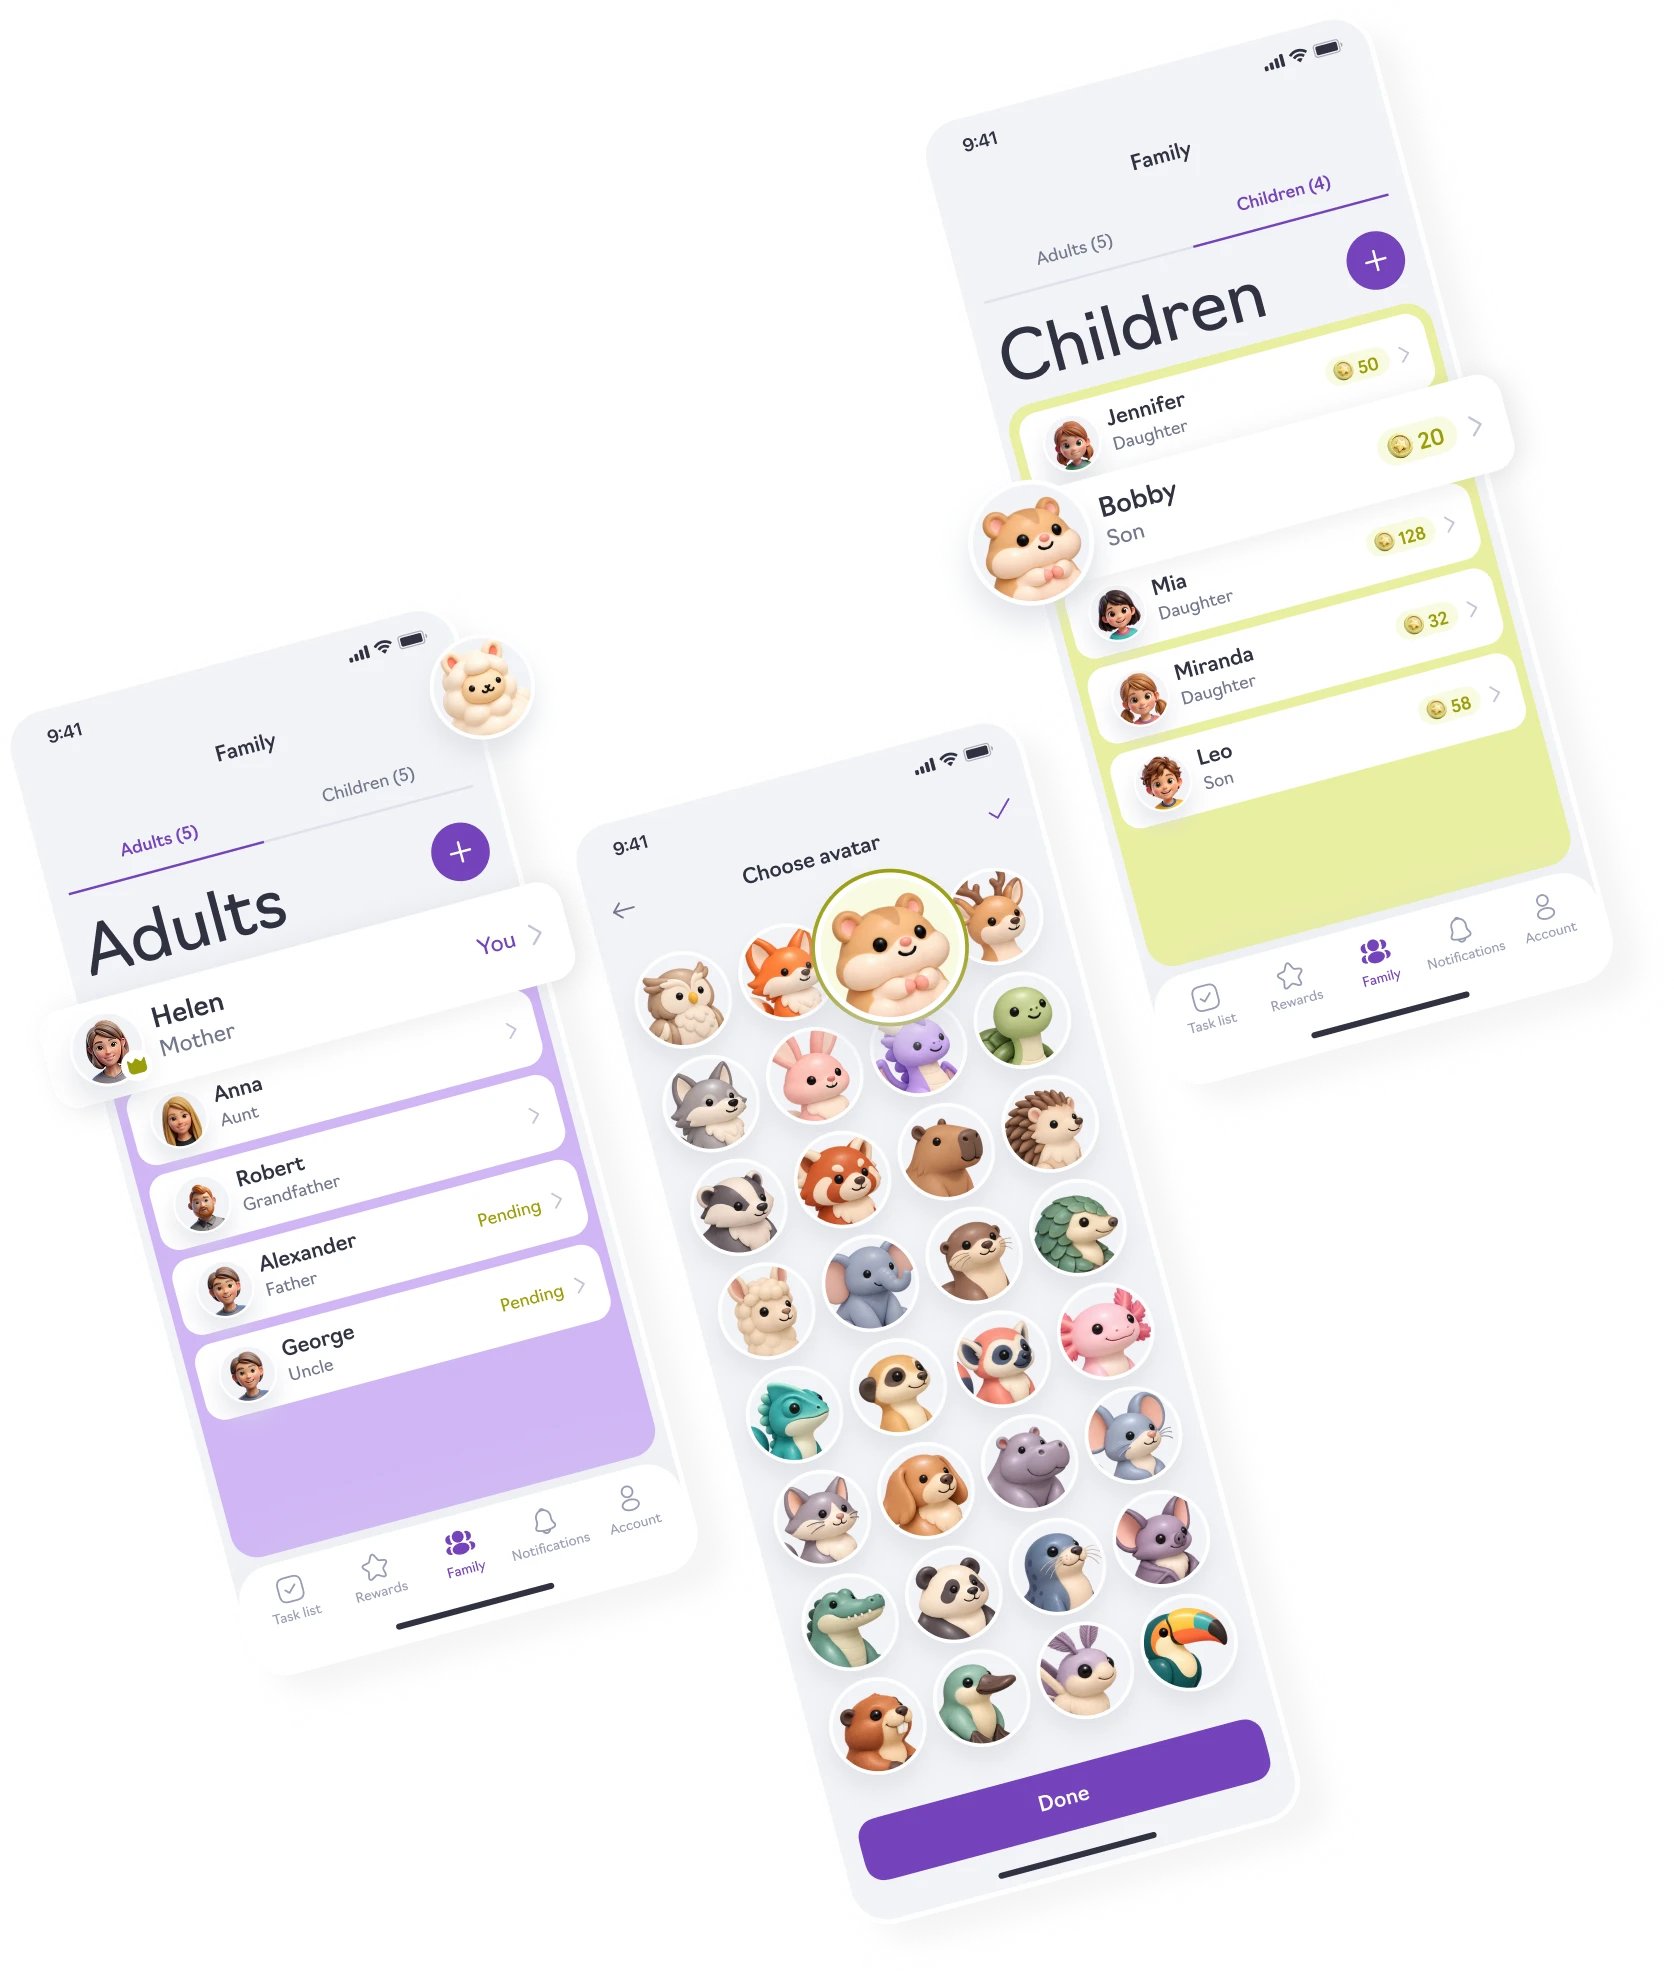 9:41
Family
Adults (5)
Children (5)
Adults
Helen
Mother
You
Anna
Aunt
Robert
Grandfather
Alexander
Father
Pending
George
Uncle
Pending
Task list
Rewards
Family
Notifications
Account
9:41
Choose avatar
Done
9:41
Family
Adults (5)
Children (4)
Children
Jennifer
Daughter
50
Bobby
Son
20
Mia
Daughter
128
Miranda
Daughter
32
Leo
Son
58
Task list
Rewards
Family
Notifications
Account